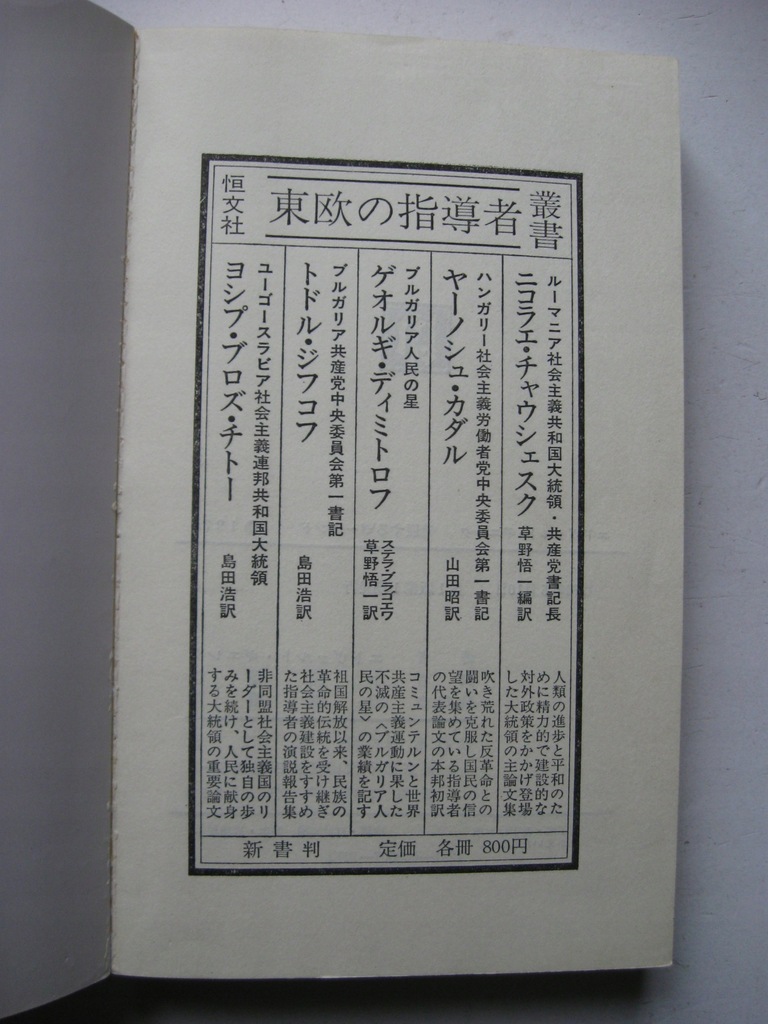 叢書
東欧の指導者
恒文社
ルーマニア社会主義共和国大統領・共産党書記長
ニコラエ・チャウシェスク 草野悟一編訳
人類の進歩と平和のた
めに精力的で建設的な
対外政策をかかげ登場
した大統領の主論文集
ハンガリー社会主義労働者党中央委員会第一書記
ヤーノシュ・カダル 山田昭訳
吹き荒れた反革命との
闘いを克服し国民の信
望を集めている指導者
の代表論文の本邦初訳
ブルガリア人民の星
ゲオルギ・ディミトロフ ステラ・ブラゴエワ
草野悟一訳
コミュンテルンと世界
共産主義運動に果した
不滅の〈ブルガリア人
民の星〉の業績を記す
ブルガリア共産党中央委員会第一書記
トドル・ジフコフ 島田浩訳
祖国解放以来、民族の
革命的伝統を受け継ぎ
社会主義建設をすすめ
た指導者の演説報告集
ユーゴースラビア社会主義連邦共和国大統領
ヨシプ・ブロズ・チトー 島田浩訳
非同盟社会主義国のリ
ーダーとして独自の歩
みを続け、人民に献身
する大統領の重要論文
新書判 定価 各冊 800円